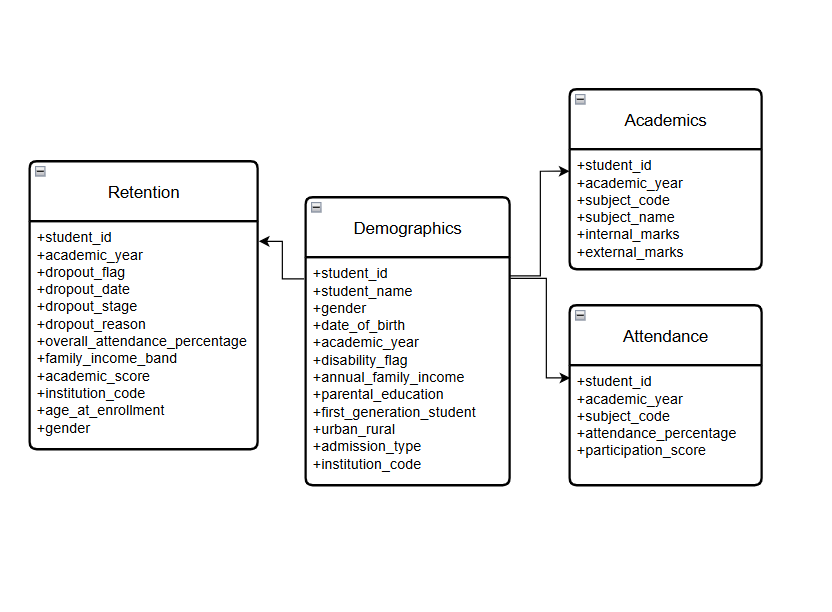 Retention
+student_id
+academic_year
+dropout_flag
+dropout_date
+dropout_stage
+dropout_reason
+overall_attendance_percentage
+family_income_band
+academic_score
+institution_code
+age_at_enrollment
+gender
Demographics
+student_id
+student_name
+gender
+date_of_birth
+academic_year
+disability_flag
+annual_family_income
+parental_education
+first_generation_student
+urban_rural
+admission_type
+institution_code
Academics
+student_id
+academic_year
+subject_code
+subject_name
+internal_marks
+external_marks
Attendance
+student_id
+academic_year
+subject_code
+attendance_percentage
+participation_score